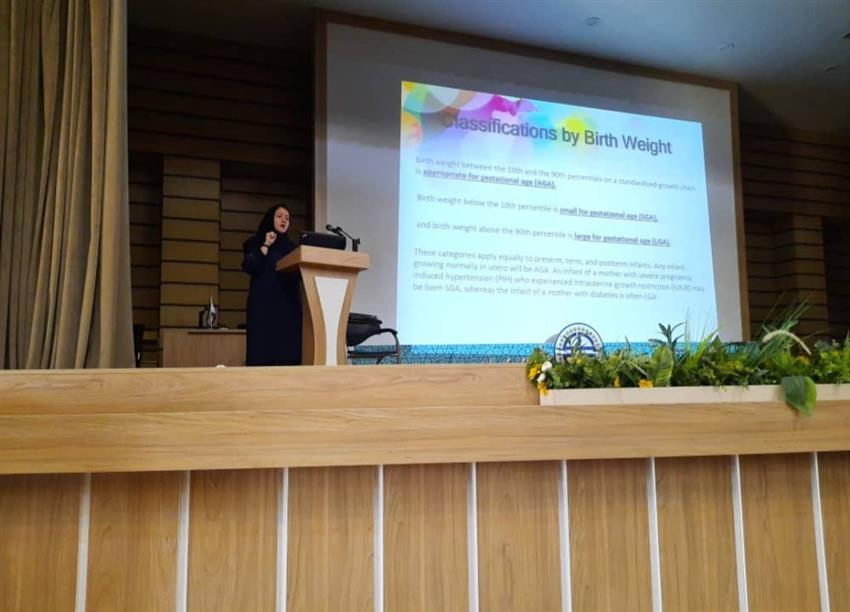 Classifications by Birth Weight
Birth weight between the 10th and the 90th percentiles on a standardized growth chart
is appropriate for gestational age (AGA).
Birth weight below the 10th percentile is small for gestational age (SGA),
and birth weight above the 90th percentile is large for gestational age (LGA).
These categories apply equally to preterm, term, and postterm infants. Any infant
growing normally in utero will be AGA. An infant of a mother with severe pregnancy
induced hypertension (PIH) who experienced intrauterine growth restriction (IUGR) may
be born SGA, whereas the infant of a mother with diabetes is often LGA.